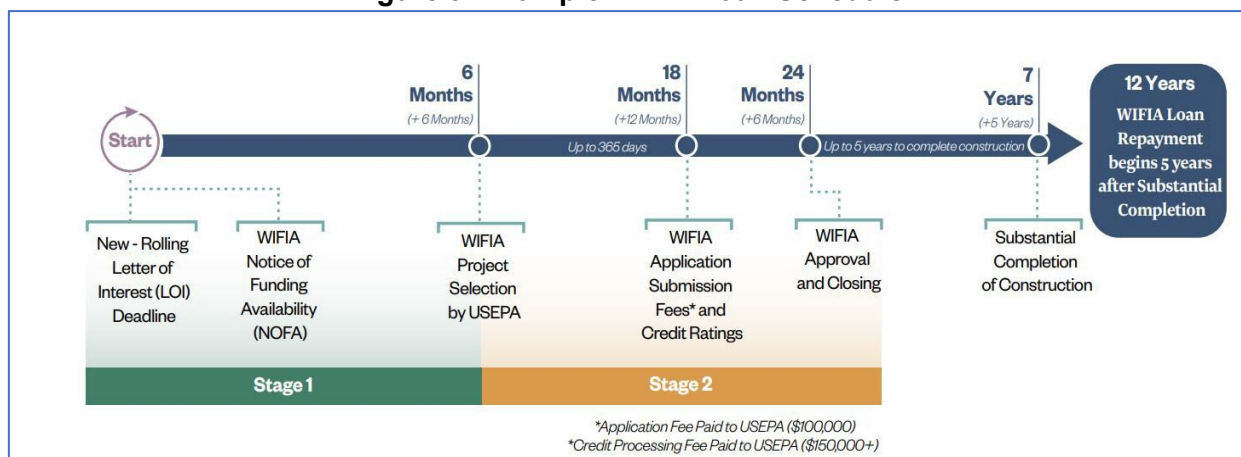 6
Months
(+ 6 Months)
18
Months
(+12 Months)
24
Months
(+6 Months)
7
Years
(+5 Years)
12 Years
WIFIA Loan
Repayment
begins 5 years
after Substantial
Completion
Start
Up to 365 days
Up to 5 years to complete construction
New - Rolling
Letter of
Interest (LOI)
Deadline
WIFIA
Notice of
Funding
Availability
(NOFA)
WIFIA
Project
Selection
by USEPA
WIFIA
Application
Submission
Fees* and
Credit Ratings
WIFIA
Approval
and Closing
Substantial
Completion
of Construction
Stage 1
Stage 2
*Application Fee Paid to USEPA ($100,000)
*Credit Processing Fee Paid to USEPA ($150,000+)